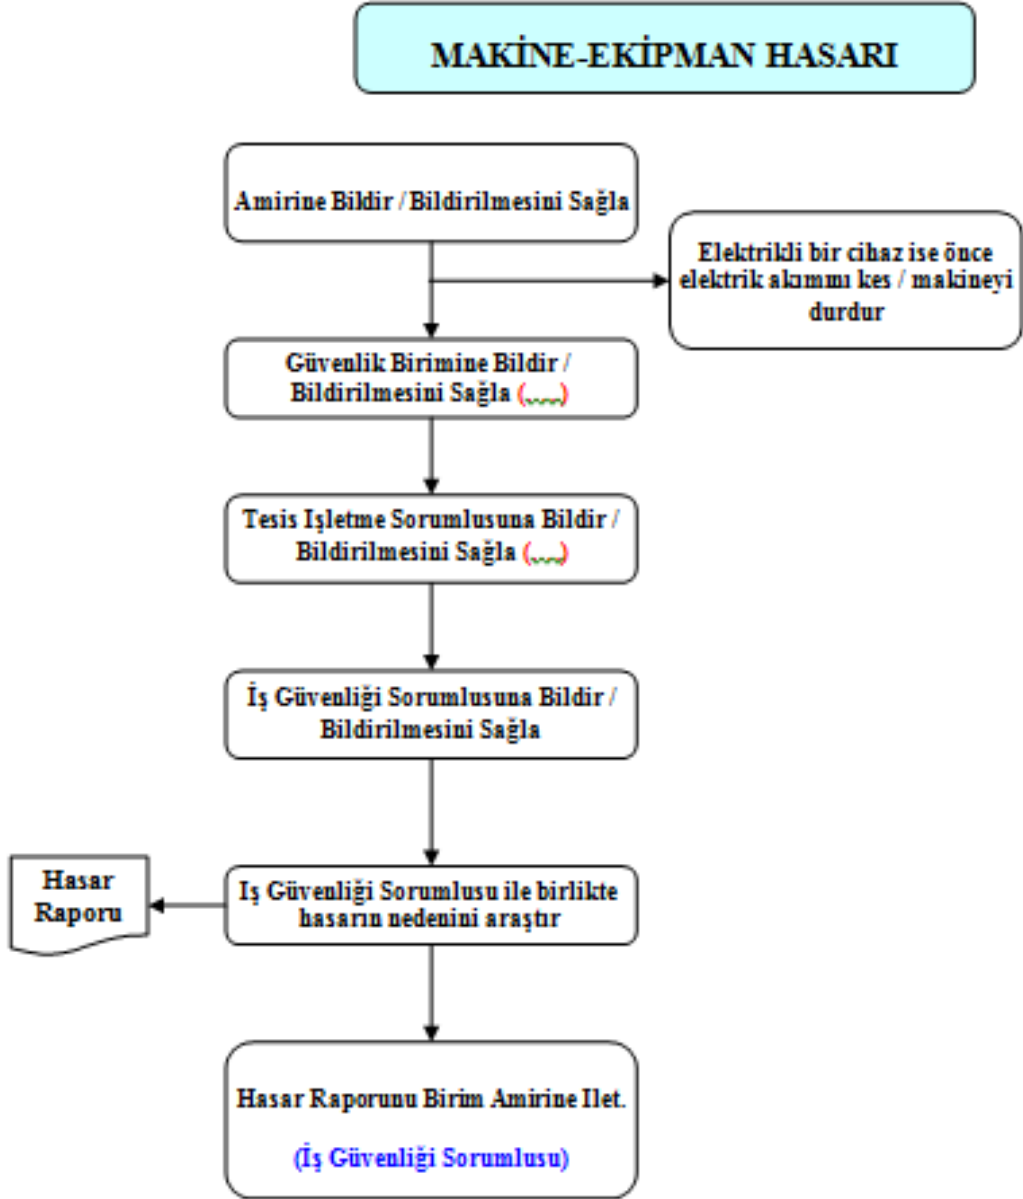 MAKİNE-EKİPMAN HASARI
Amirine Bildir / Bildirilmesini Sağla
Elektrikli bir cihaz ise önce
elektrik akımını kes / makineyi
durdur
Güvenlik Birimine Bildir /
Bildirilmesini Sağla (.....)
Tesis Işletme Sorumlusuna Bildir /
Bildirilmesini Sağla (.....)
İş Güvenliği Sorumlusuna Bildir /
Bildirilmesini Sağla
Hasar
Raporu
Iş Güvenliği Sorumlusu ile birlikte
hasarın nedenini araştır
Hasar Raporunu Birim Amirine Ilet.
(İş Güvenliği Sorumlusu)